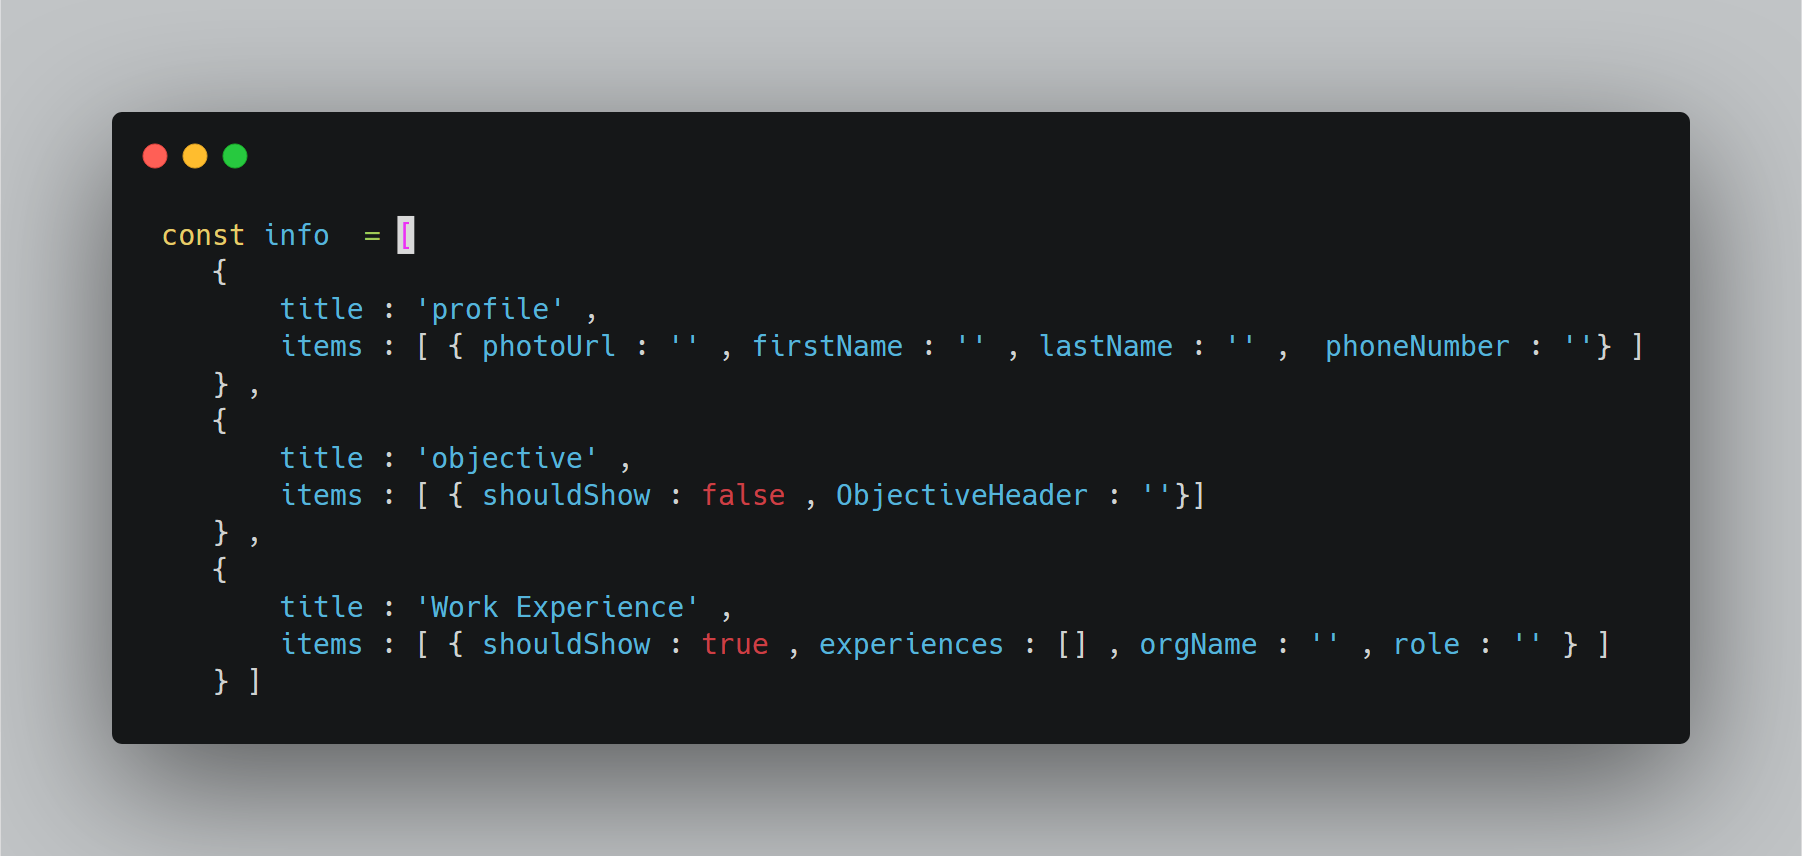 const info  = [
   {
       title : 'profile' ,
       items : [ { photoUrl : '' , firstName : '' , lastName : '' ,  phoneNumber : ''} ]
   } ,
   {
       title : 'objective' ,
       items : [ { shouldShow : false , ObjectiveHeader : ''}]
   } ,
   {
       title : 'Work Experience' ,
       items : [ { shouldShow : true , experiences : [] , orgName : '' , role : '' } ]
   } ]